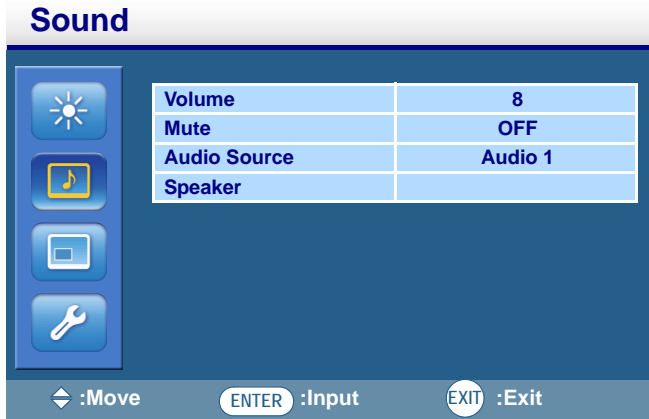 Sound
Volume 8
Mute OFF
Audio Source Audio 1
Speaker
:Move ENTER :Input EXIT :Exit